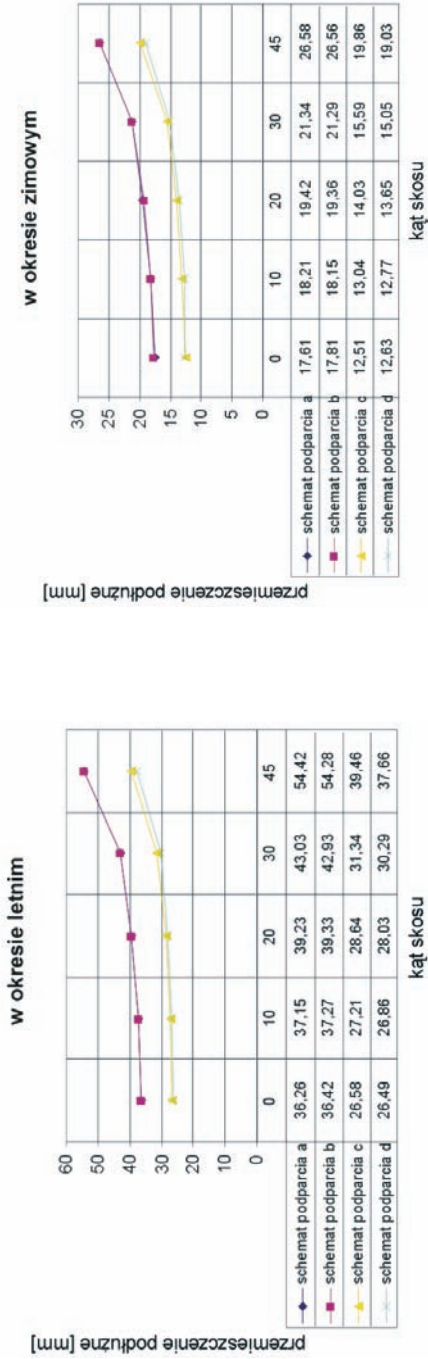 w okresie letnim
przemieszczenie podłużne [mm]
60
50
40
30
20
10
0
0 10 20 30 45
schemat podparcia a 36,26 37,15 39,23 43,03 54,42
schemat podparcia b 36,42 37,27 39,33 42,93 54,28
schemat podparcia c 26,58 27,21 28,64 31,34 39,46
schemat podparcia d 26,49 26,86 28,03 30,29 37,66
kąt skosu
w okresie zimowym
przemieszczenie podłużne [mm]
30
25
20
15
10
5
0
0 10 20 30 45
schemat podparcia a 17,61 18,21 19,42 21,34 26,58
schemat podparcia b 17,81 18,15 19,36 21,29 26,56
schemat podparcia c 12,51 13,04 14,03 15,59 19,86
schemat podparcia d 12,63 12,77 13,65 15,05 19,03
kąt skosu